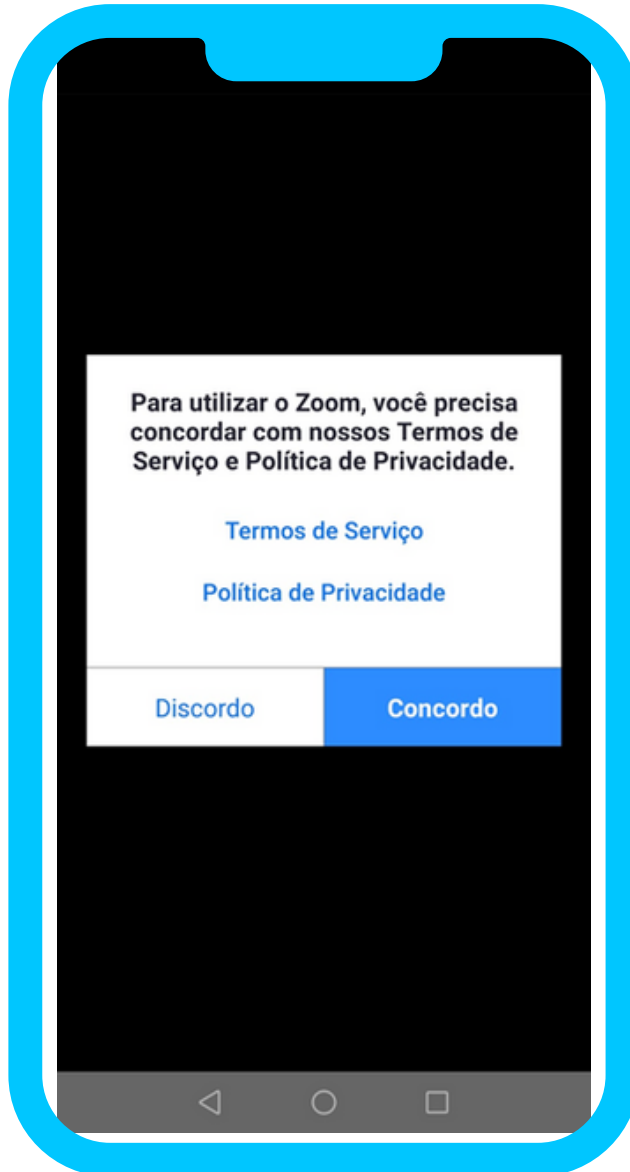 Para utilizar o Zoom, você precisa
concordar com nossos Termos de
Serviço e Política de Privacidade.
Termos de Serviço
Política de Privacidade
Discordo
Concordo